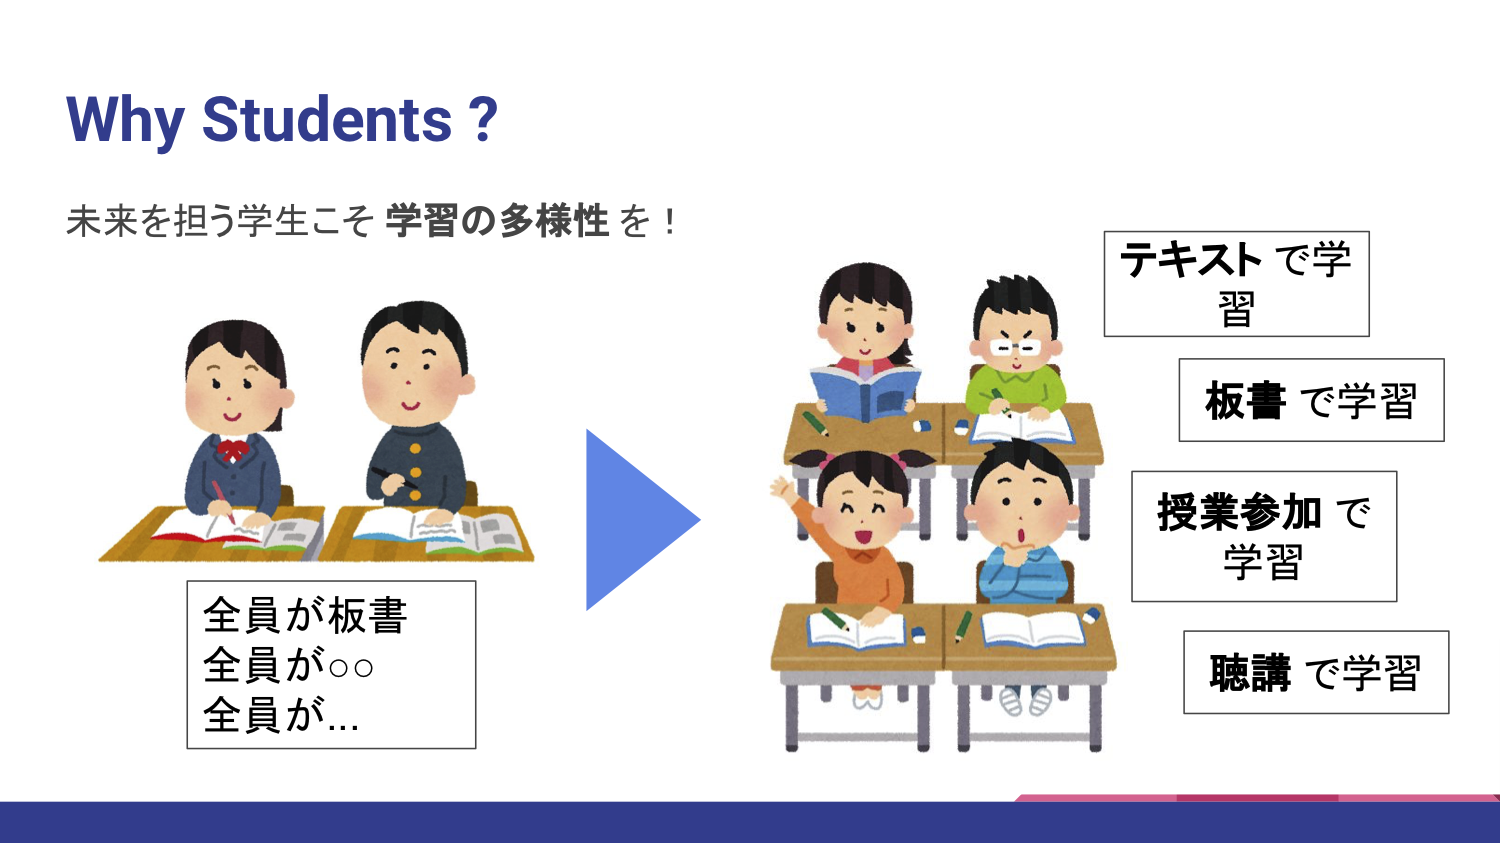 Why Students ?
未来を担う学生こそ 学習の多様性 を！
テキスト で学
習
板書 で学習
授業参加 で
学習
聴講 で学習
全員が板書
全員が○○
全員が...